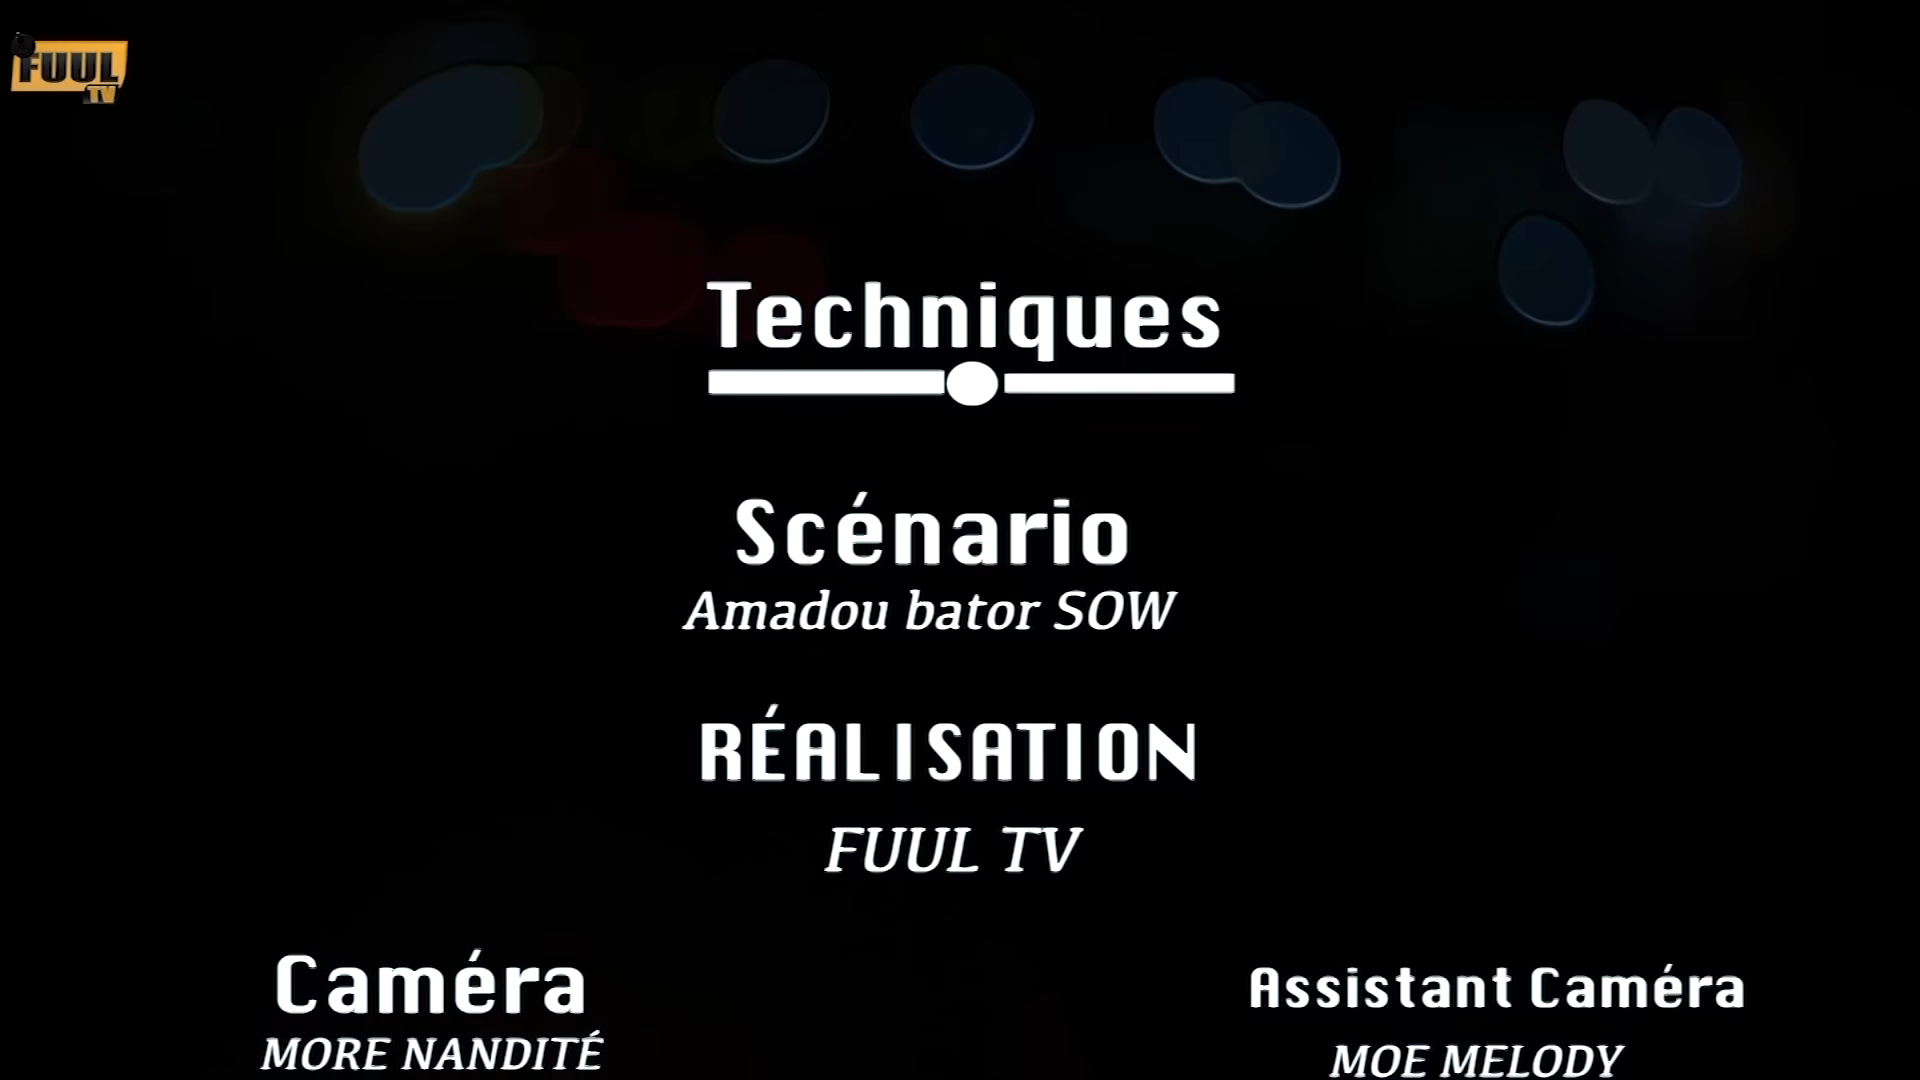 FUUL
TV
Techniques
Scénario
Amadou bator SOW
RÉALISATION
FUUL TV
Caméra
MORE NANDITÉ
Assistant Caméra
MOE MELODY